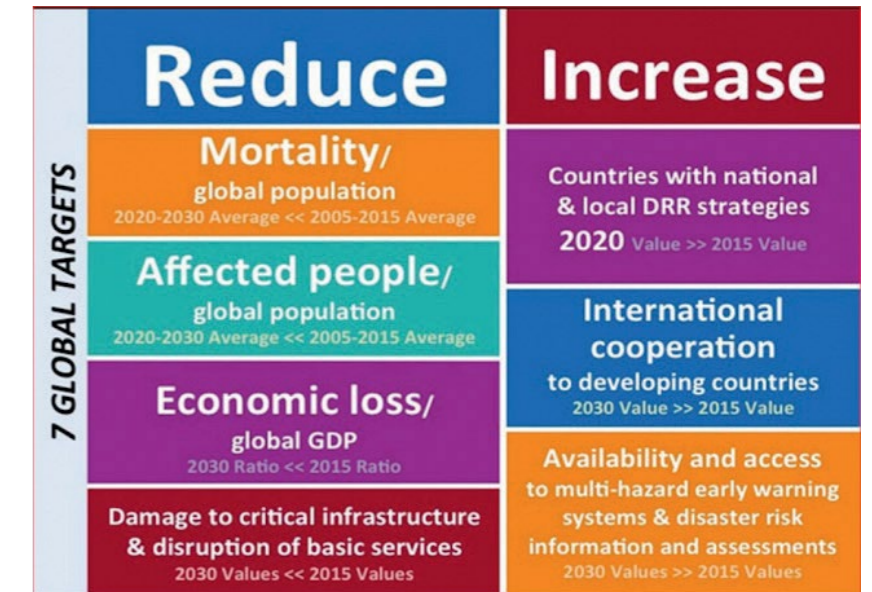 7 GLOBAL TARGETS
Reduce
Mortality/
global population
2020-2030 Average << 2005-2015 Average
Affected people/
global population
2020-2030 Average << 2005-2015 Average
Economic loss/
global GDP
2030 Ratio << 2015 Ratio
Damage to critical infrastructure
& disruption of basic services
2030 Values << 2015 Values
Increase
Countries with national
& local DRR strategies
2020 Value >> 2015 Value
International
cooperation
to developing countries
2030 Value >> 2015 Value
Availability and access
to multi-hazard early warning
systems & disaster risk
information and assessments
2030 Values >> 2015 Values